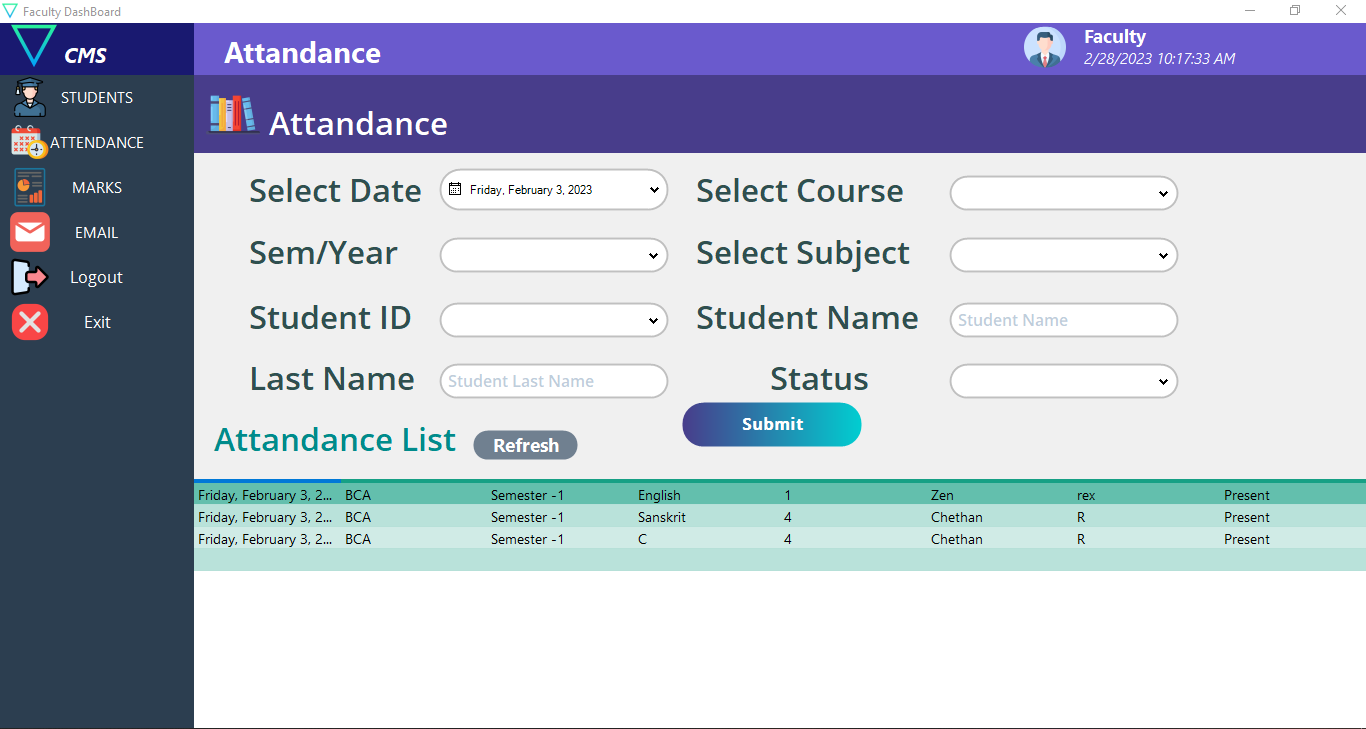 Faculty DashBoard
CMS
Attandance
Faculty
2/28/2023 10:17:33 AM
STUDENTS
ATTENDANCE
MARKS
EMAIL
Logout
Exit
Attandance
Select Date
Friday, February 3, 2023
Select Course
Sem/Year
Select Subject
Student ID
Student Name
Student Name
Last Name
Student Last Name
Status
Submit
Attandance List
Refresh
Friday, February 3, 2... BCA Semester -1 English 1 Zen rex Present
Friday, February 3, 2... BCA Semester -1 Sanskrit 4 Chethan R Present
Friday, February 3, 2... BCA Semester -1 C 4 Chethan R Present